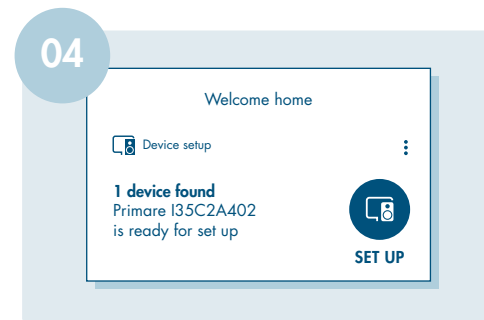 04
Welcome home
Device setup
1 device found
Primare I35C2A402
is ready for set up
SET UP